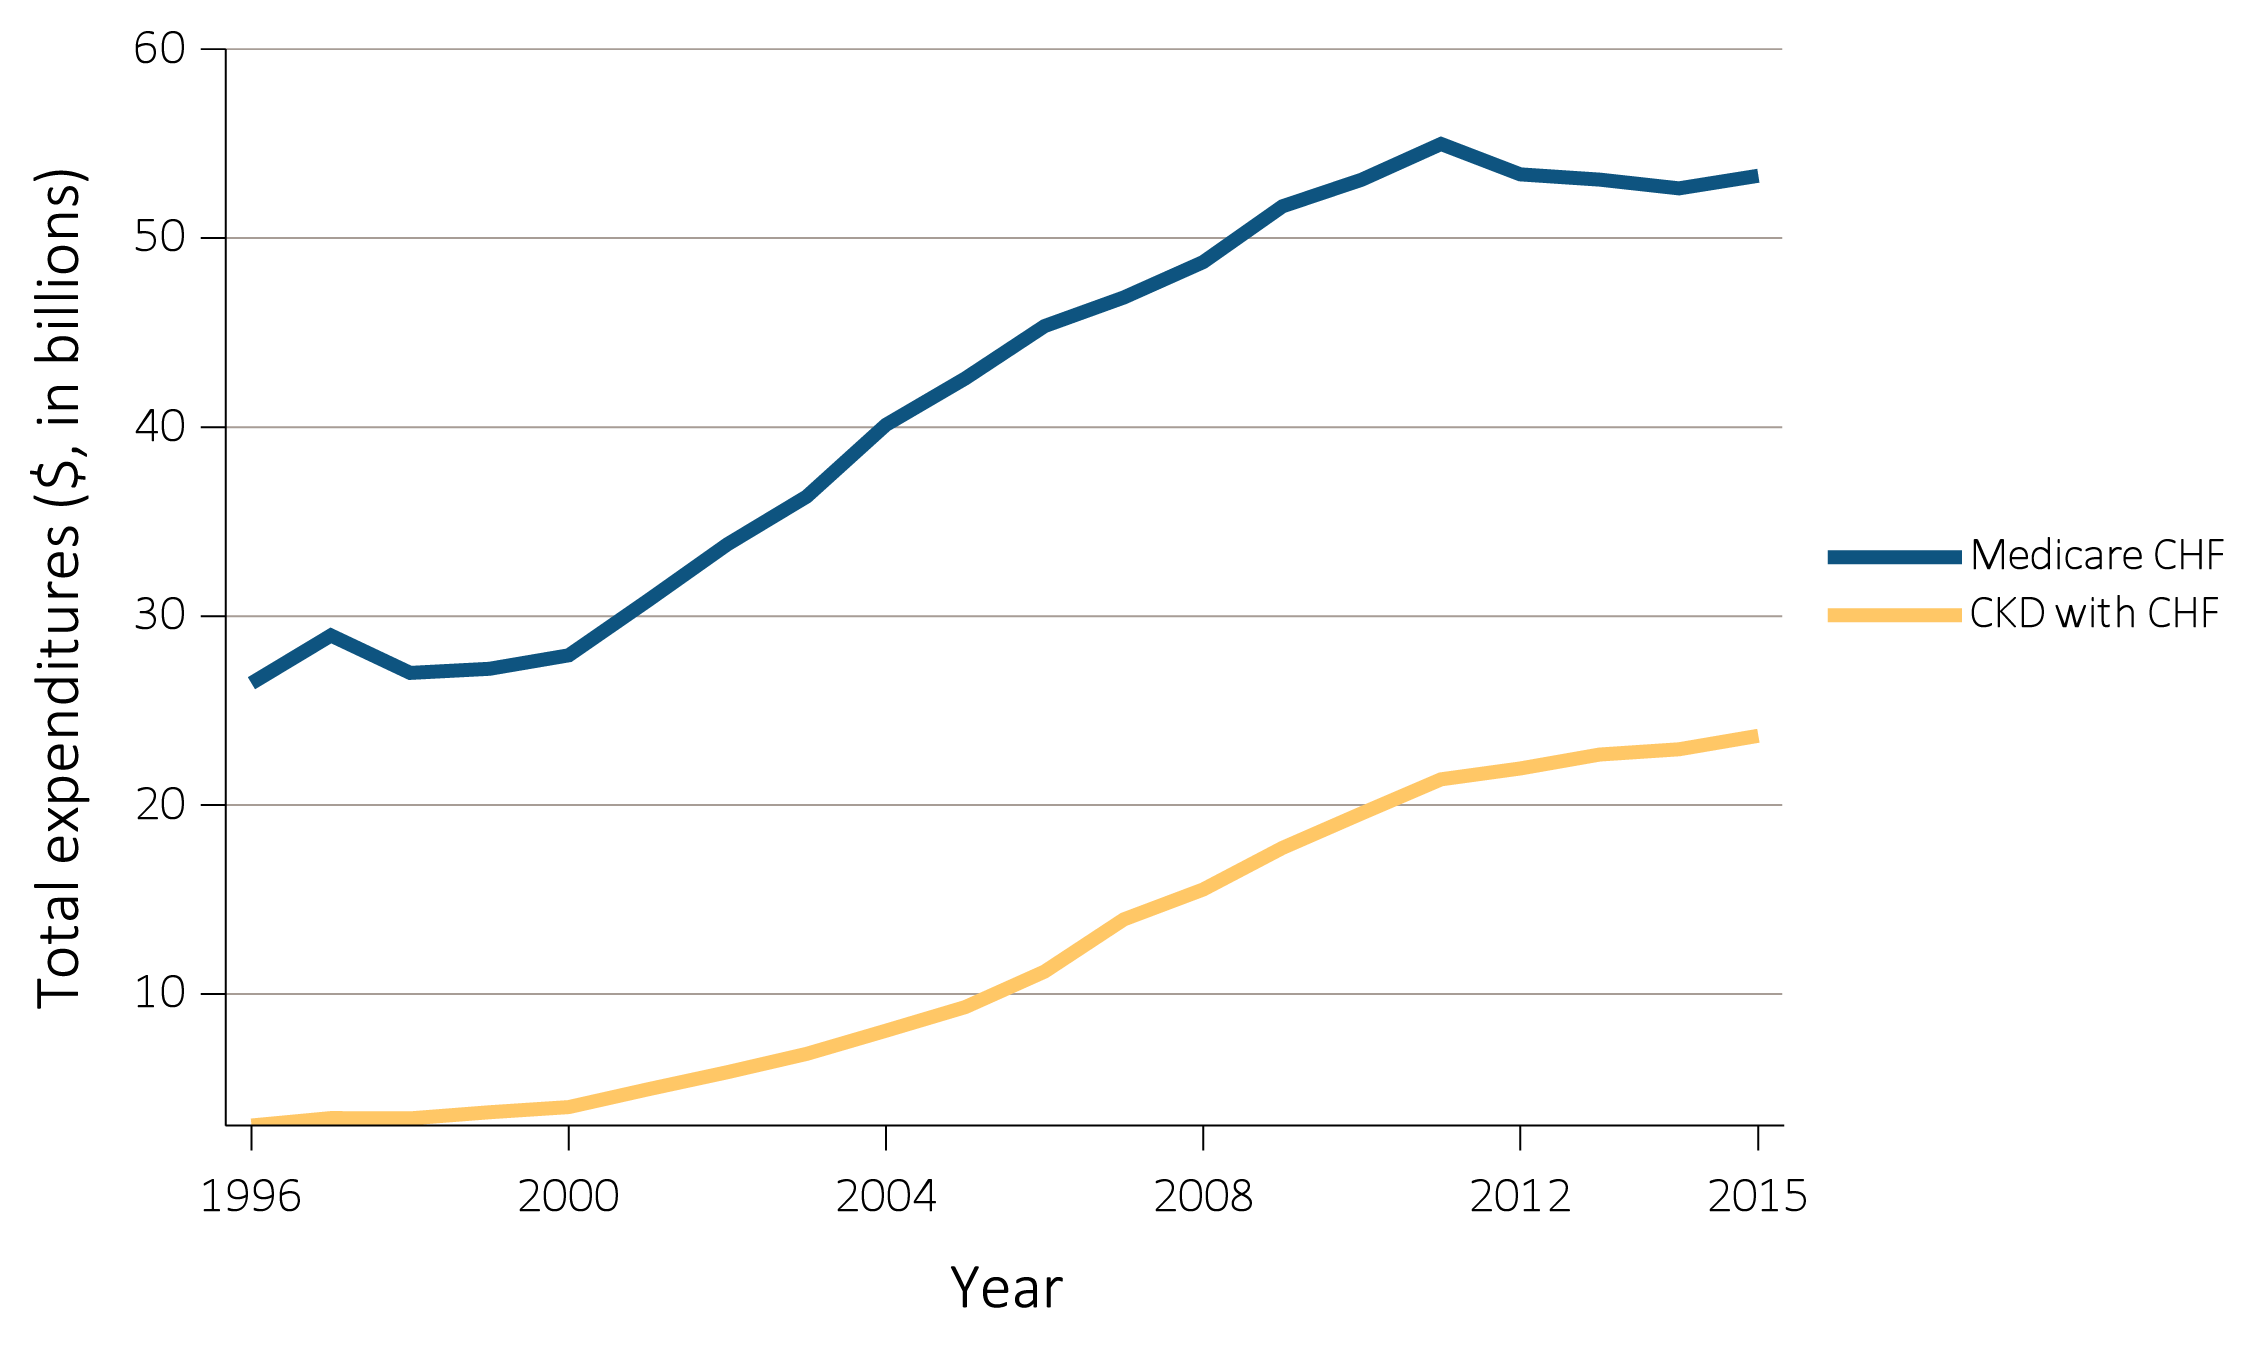 Total expenditures ($, in billions)
60
50
40
30
20
10
1996 2000 2004 2008 2012 2015
Year
Medicare CHF
CKD with CHF